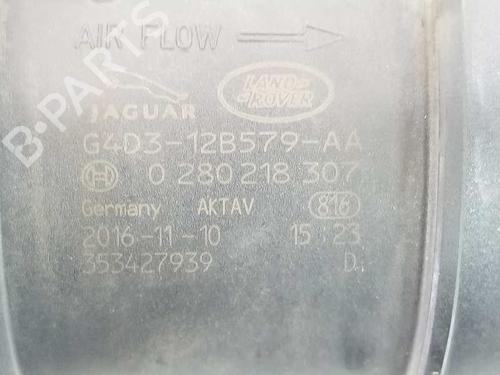 AIR FLOW
JAGUAR
LAND
ROVER
G4D3-12B579-AA
BOSCH 0 280 218 307
Germany AKTAV 816
2016-11-10 15:23
353427939 D
B-PARTS